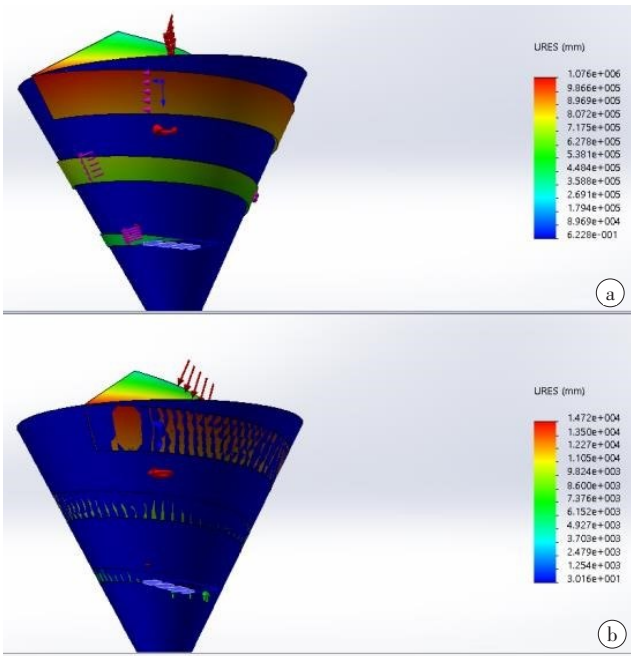 URES (mm)
1.076e+006
9.866e+005
8.969e+005
8.072e+005
7.175e+005
6.278e+005
5.381e+005
4.484e+005
3.588e+005
2.691e+005
1.794e+005
8.969e+004
6.228e-001
a
URES (mm)
1.472e+004
1.350e+004
1.227e+004
1.105e+004
9.824e+003
8.600e+003
7.376e+003
6.152e+003
4.927e+003
3.703e+003
2.479e+003
1.254e+003
3.016e+001
b